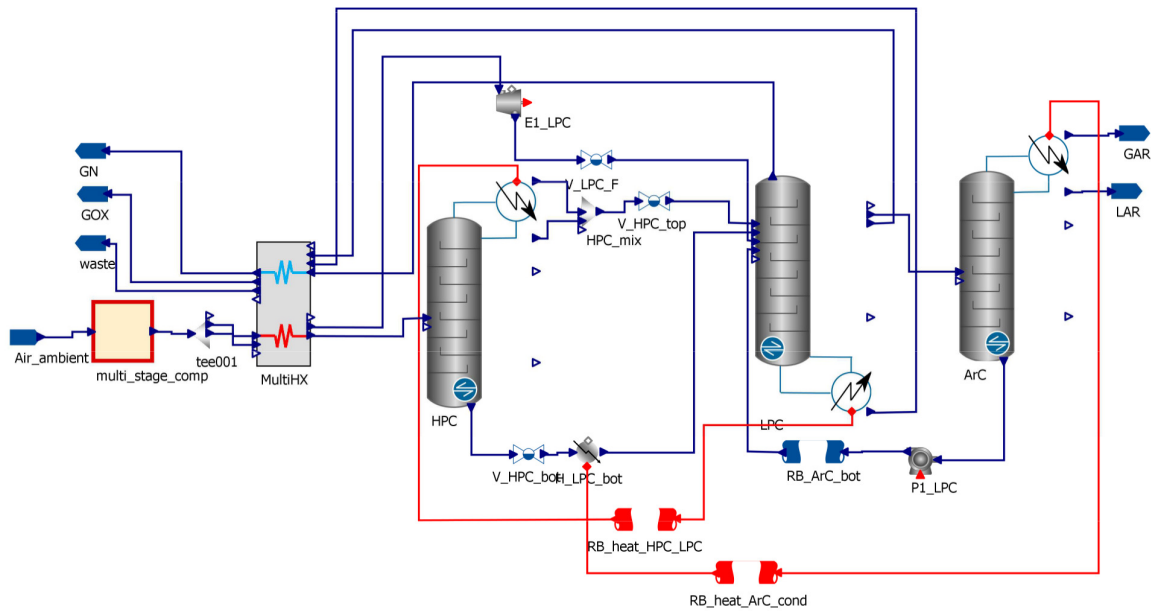 E1_LPC
GN
GOX
waste
V_LPC_F
V_HPC_top
HPC_mix
GAR
LAR
Air_ambient
multi_stage_comp
tee001
MultiHX
HPC
LPC
ArC
V_HPC_bot
H_LPC_bot
RB_ArC_bot
P1_LPC
RB_heat_HPC_LPC
RB_heat_ArC_cond